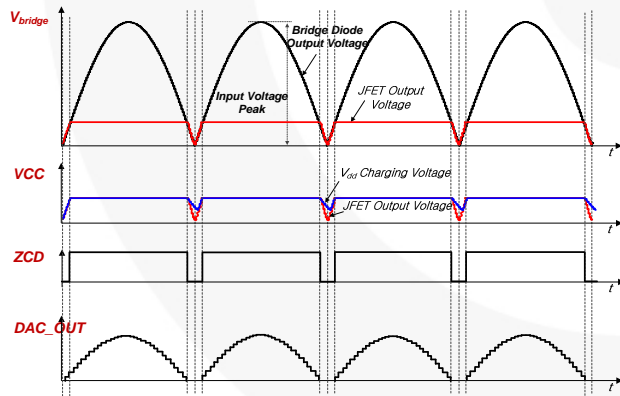 Vbridge
Bridge Diode
Output Voltage
Input Voltage
Peak
JFET Output
Voltage
t
VCC
Vdd Charging Voltage
JFET Output Voltage
t
ZCD
t
DAC_OUT
t